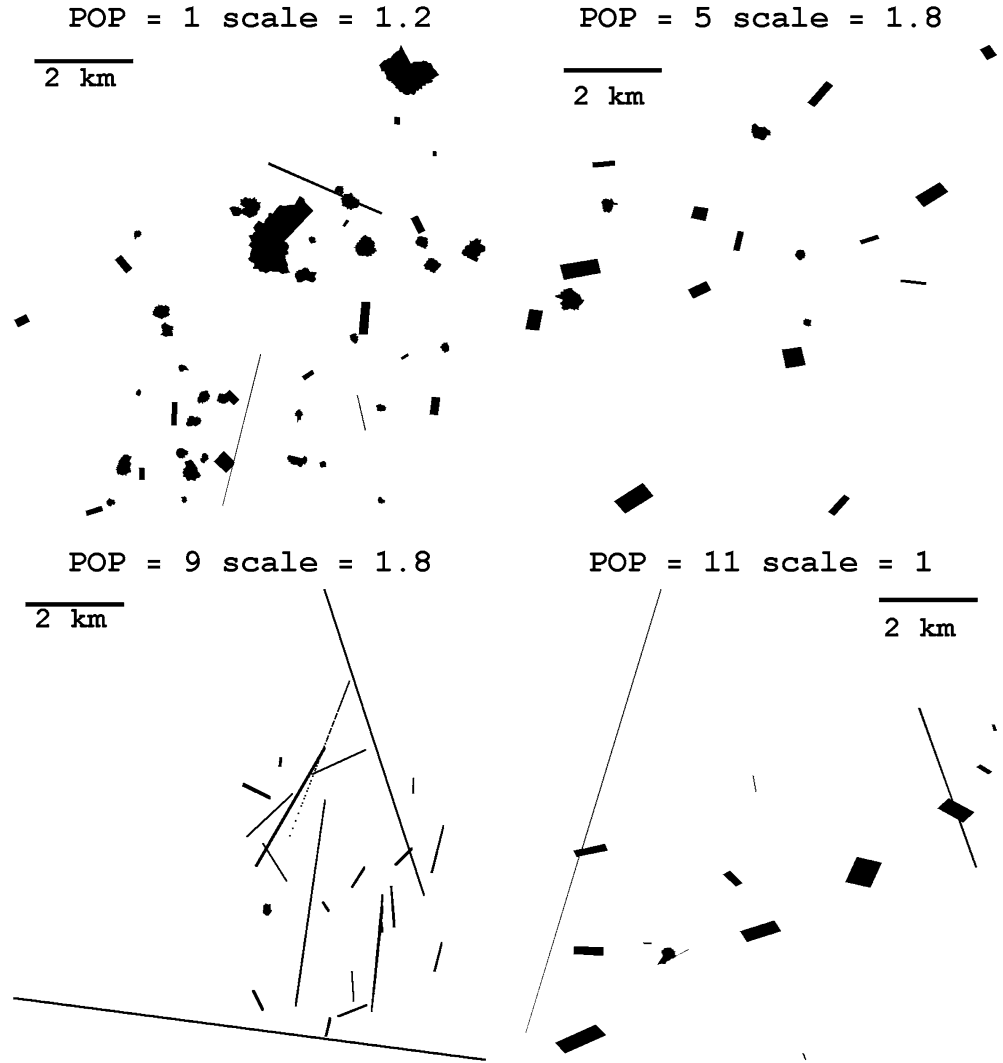 POP = 1 scale = 1.2
2 km
POP = 5 scale = 1.8
2 km
POP = 9 scale = 1.8
2 km
POP = 11 scale = 1
2 km